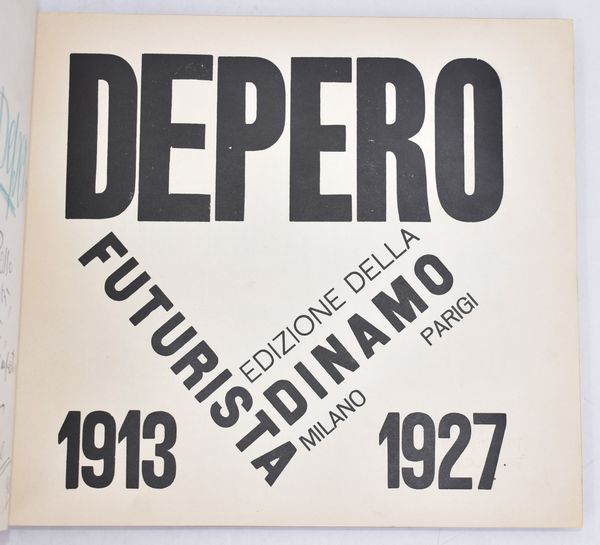 DEPERO
FUTURISTA
EDIZIONE DELLA
DINAMO
MILANO
PARIGI
1913
1927